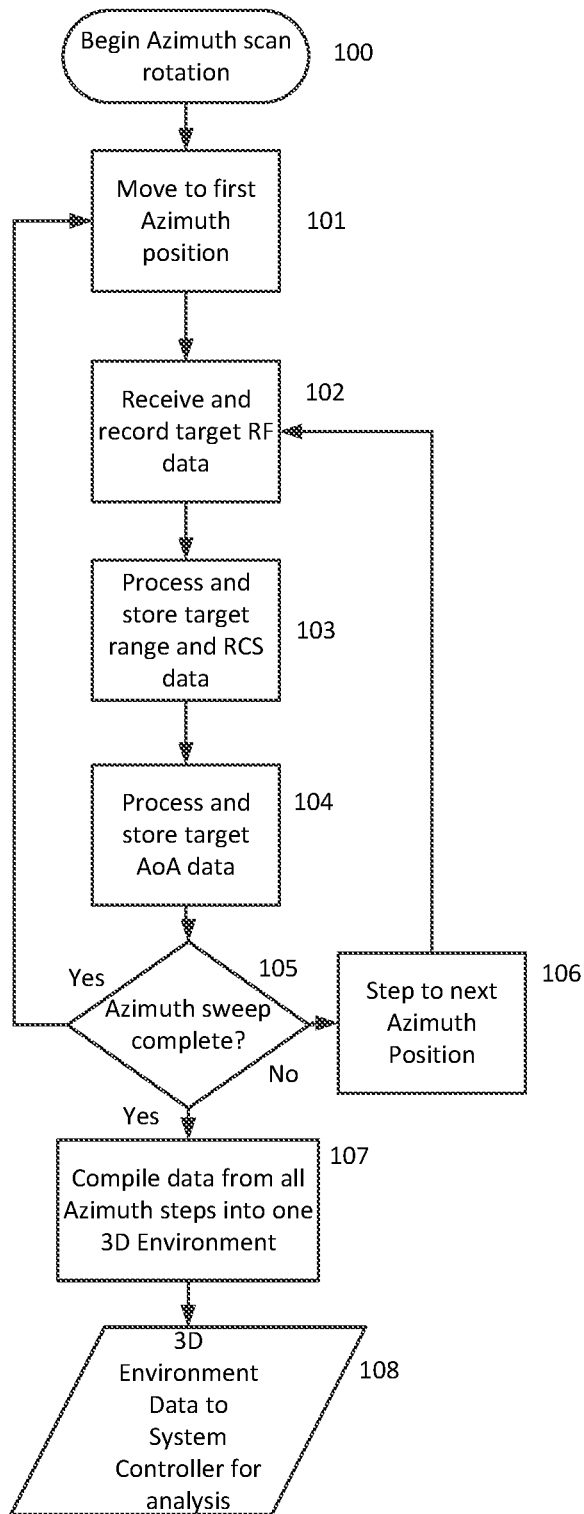 Begin Azimuth scan
rotation
100
Move to first
Azimuth
position
101
Receive and
record target RF
data
102
Process and
store target
range and RCS
data
103
Process and
store target
AoA data
104
Yes
105
Azimuth sweep
complete?
No
Yes
Step to next
Azimuth
Position
106
Compile data from all
Azimuth steps into one
3D Environment
107
3D
Environment
Data to
System
Controller for
analysis
108